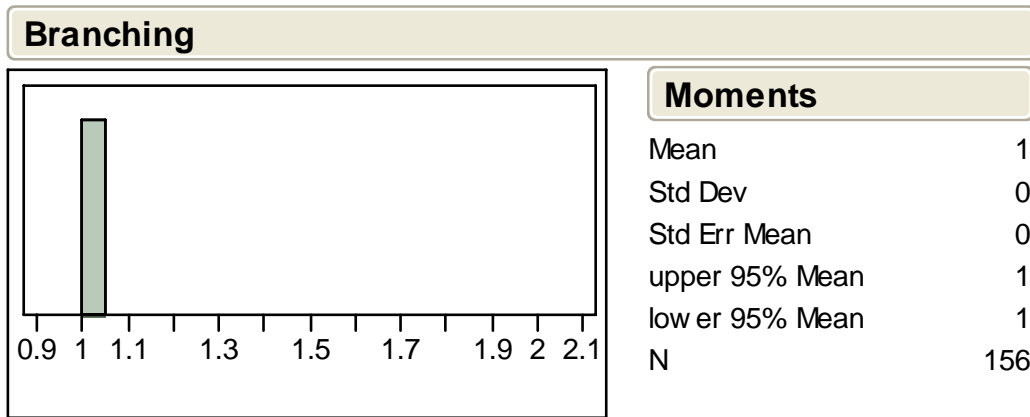 Branching
0.9 1 1.1 1.3 1.5 1.7 1.9 2 2.1
Moments
Mean 1
Std Dev 0
Std Err Mean 0
upper 95% Mean 1
low er 95% Mean 1
N 156